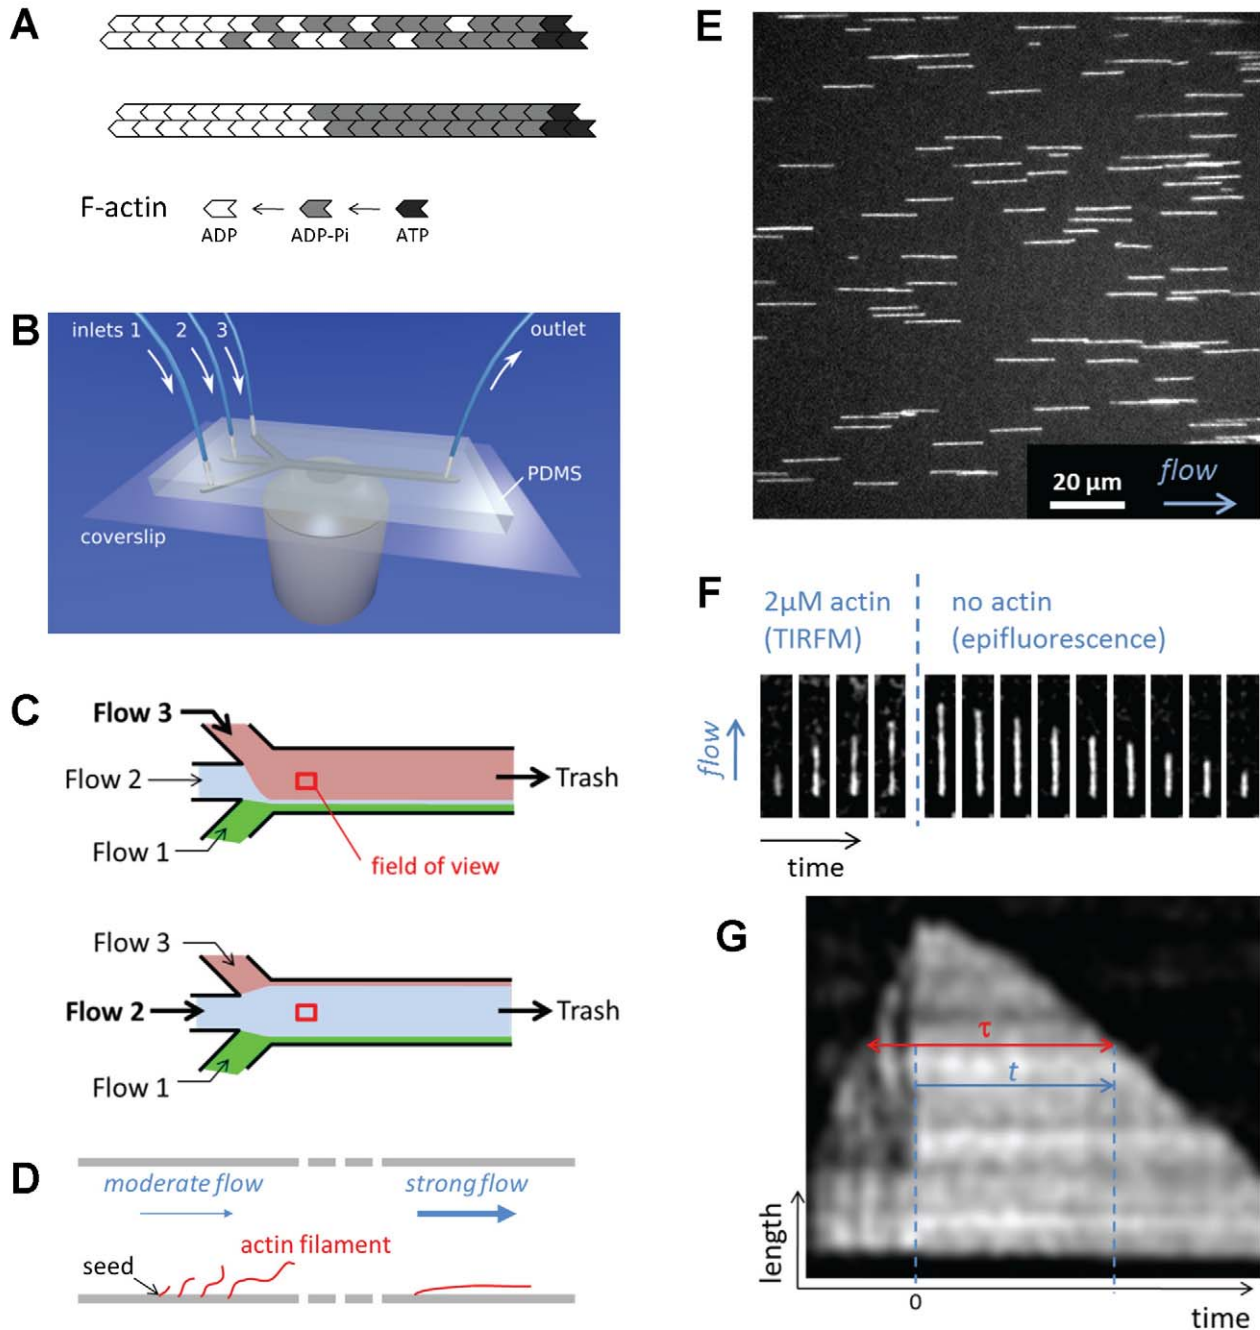 A
F-actin
ADP
ADP-Pi
ATP
B
inlets 1
2
3
outlet
PDMS
coverslip
C
Flow 3
Flow 2
Flow 1
Trash
field of view
Flow 3
Flow 2
Flow 1
Trash
D
moderate flow
strong flow
seed
actin filament
E
20 µm
flow
F
2µM actin
(TIRFM)
no actin
(epifluorescence)
flow
time
G
τ
t
length
0
time